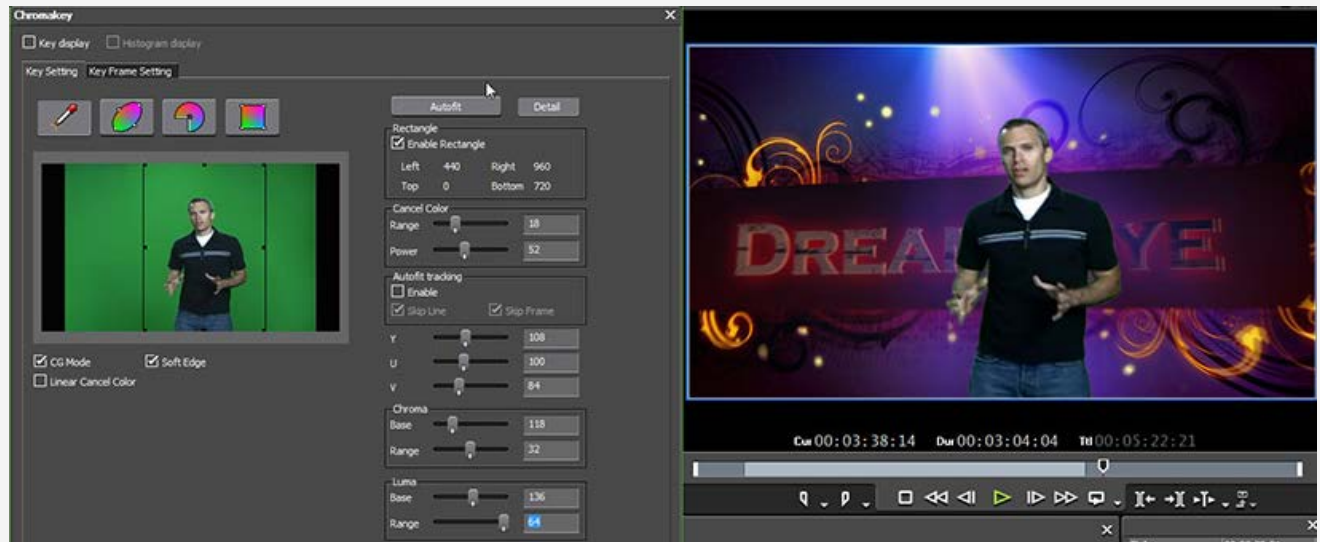 Chromakey
Key display Histogram display
Key Setting Key Frame Setting
Autofit Detail
Rectangle
Enable Rectangle
Left 440 Right 960
Top 0 Bottom 720
Cancel Color
Range 18
Power 52
Autofit tracking
Enable
Skip Line Skip Frame
Y 108
U 100
V 84
Chroma
Base 118
Range 32
Luma
Base 136
Range 64
CG Mode Soft Edge
Linear Cancel Color
DREA YE
Cur 00:03:38:14 Dur 00:03:04:04 Ttl 00:05:22:21